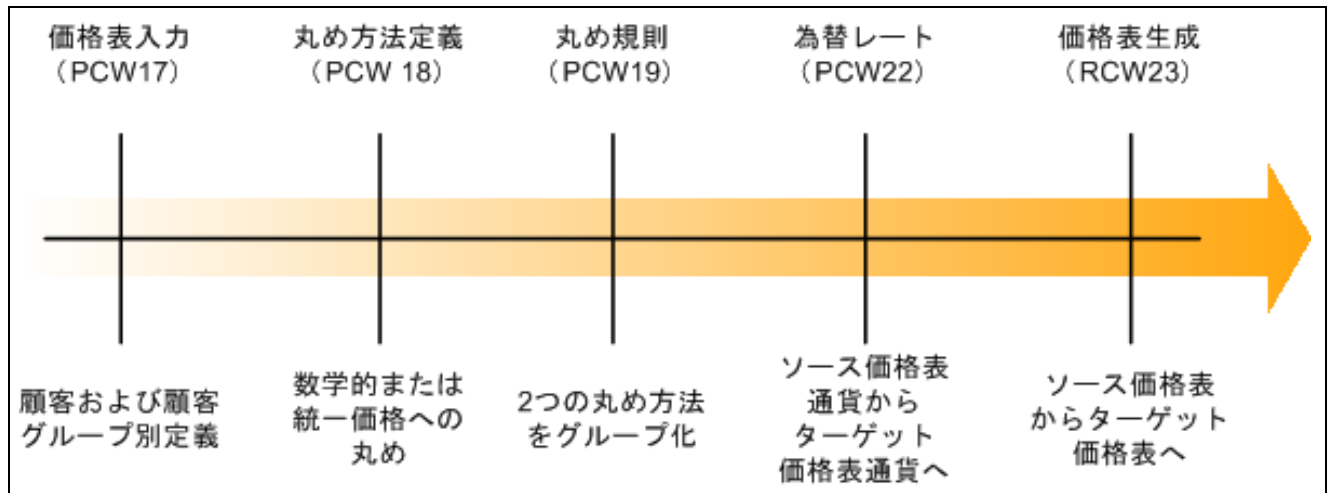 価格表入力
（PCW17）
丸め方法定義
（PCW 18）
丸め規則
（PCW19）
為替レート
（PCW22）
価格表生成
（RCW23）
顧客および顧客
グループ別定義
数学的または
統一価格への
丸め
2つの丸め方法
をグループ化
ソース価格表
通貨から
ターゲット
価格表通貨へ
ソース価格表
からターゲット
価格表へ